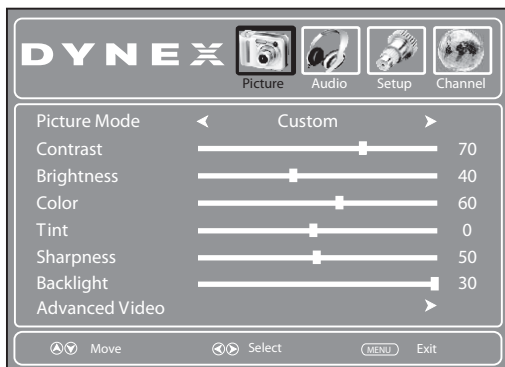 DYNEX
Picture Audio Setup Channel
Picture Mode Custom
Contrast 70
Brightness 40
Color 60
Tint 0
Sharpness 50
Backlight 30
Advanced Video
Move Select MENU Exit